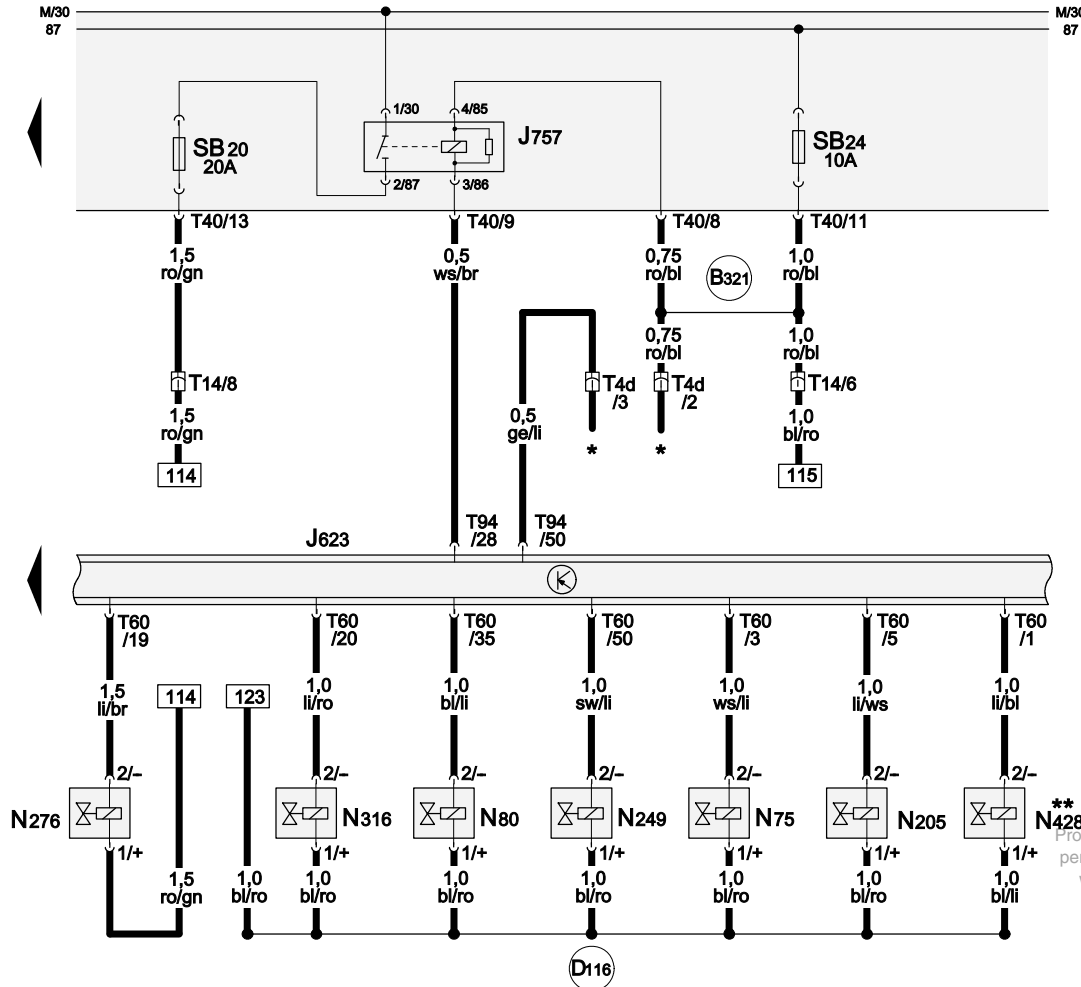 M/30 M/30
87 87
1/30 4/85
J757
SB20
20A
SB24
10A
2/87 3/86
T40/13 T40/9 T40/8 T40/11
1,5
ro/gn
0,5
ws/br
0,75
ro/bl
B321
1,0
ro/bl
0,75
ro/bl
1,0
ro/bl
T14/8
T4d
/3
T4d
/2
T14/6
1,5
ro/gn
0,5
ge/li
1,0
bl/ro
* *
114 115
J623
T94
/28
T94
/50
T60
/19
T60
/20
T60
/35
T60
/50
T60
/3
T60
/5
T60
/1
1,5
li/br
114 123
1,0
li/ro
1,0
bl/li
1,0
sw/li
1,0
ws/li
1,0
li/ws
1,0
li/bl
2/– 2/– 2/– 2/– 2/– 2/– 2/–
**
N276 N316 N80 N249 N75 N205 N428
1/+ 1/+ 1/+ 1/+ 1/+ 1/+ 1/+
1,5
ro/gn
1,0
bl/ro
1,0
bl/ro
1,0
bl/ro
1,0
bl/ro
1,0
bl/ro
1,0
bl/ro
1,0
bl/li
D116